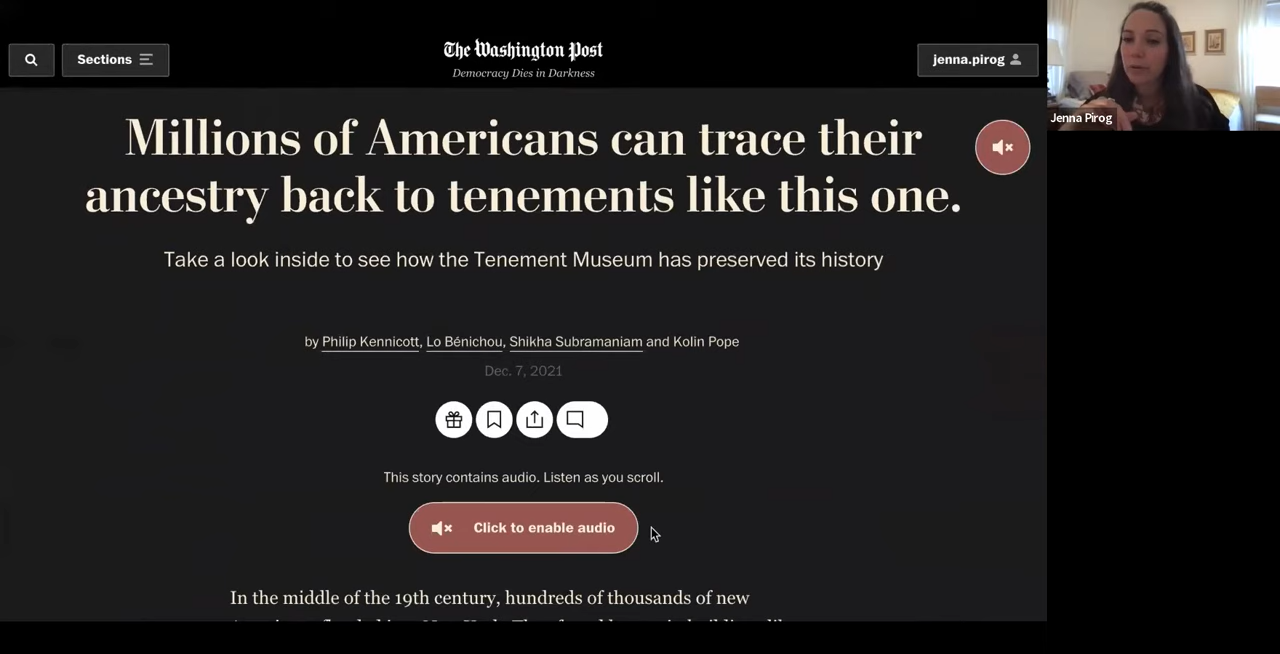 Sections
The Washington Post
Democracy Dies in Darkness
jenna.pirog
Jenna Pirog
Millions of Americans can trace their
ancestry back to tenements like this one.
Take a look inside to see how the Tenement Museum has preserved its history
by Philip Kennicott, Lo Bénichou, Shikha Subramaniam and Kolin Pope
Dec. 7, 2021
This story contains audio. Listen as you scroll.
Click to enable audio
In the middle of the 19th century, hundreds of thousands of new